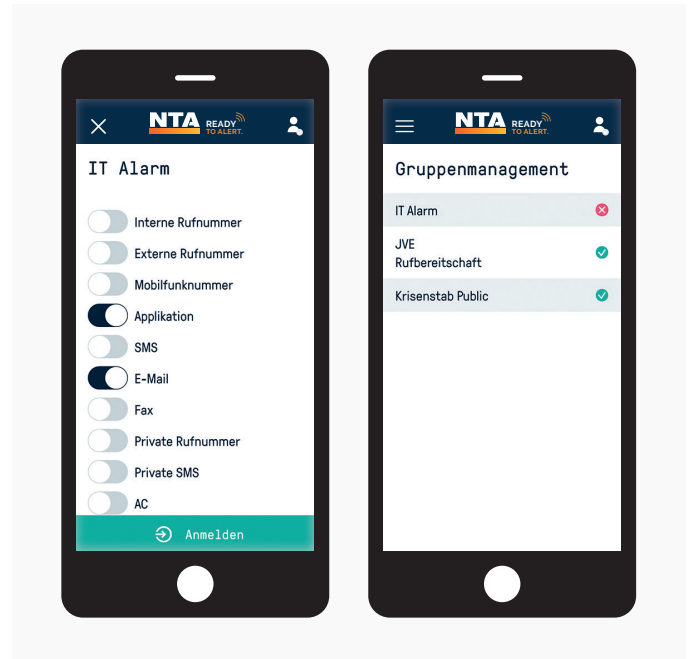 NTA READY
TO ALERT.
IT Alarm
Interne Rufnummer
Externe Rufnummer
Mobilfunknummer
Applikation
SMS
E-Mail
Fax
Private Rufnummer
Private SMS
AC
Anmelden
NTA READY
TO ALERT.
Gruppenmanagement
IT Alarm
JVE
Rufbereitschaft
Krisenstab Public